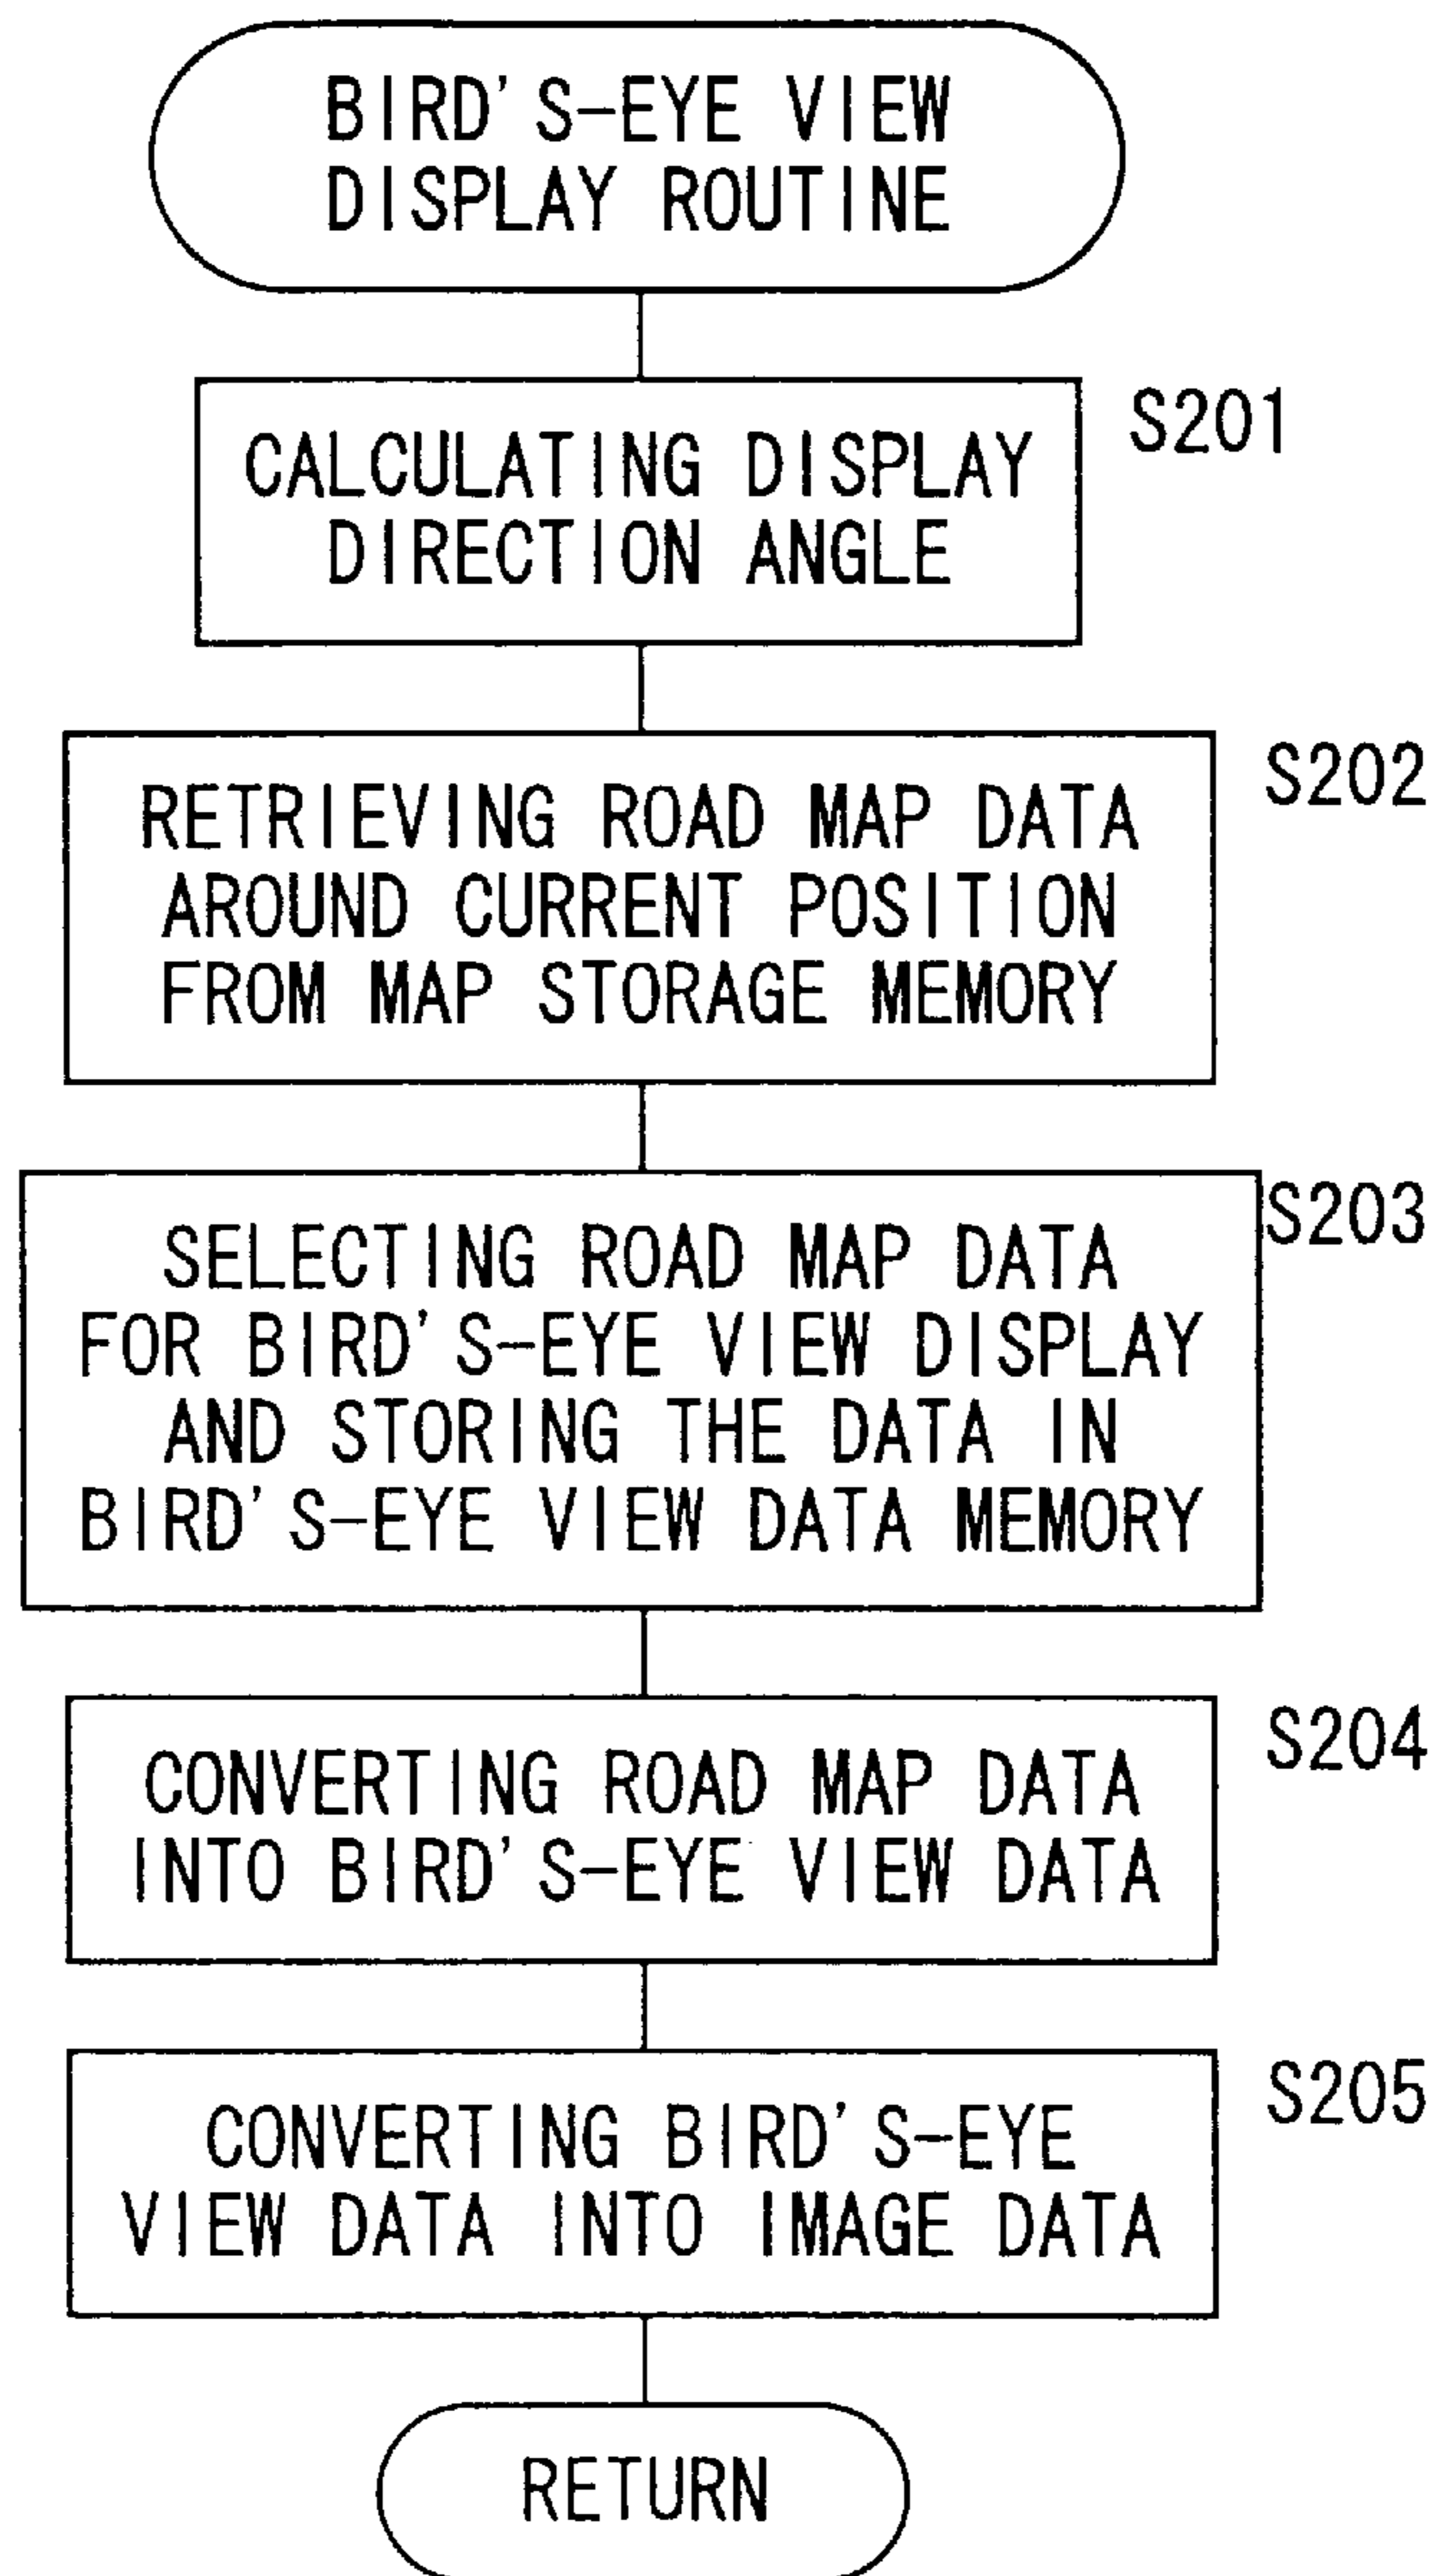 BIRD'S-EYE VIEW
DISPLAY ROUTINE
S201
CALCULATING DISPLAY
DIRECTION ANGLE
S202
RETRIEVING ROAD MAP DATA
AROUND CURRENT POSITION
FROM MAP STORAGE MEMORY
S203
SELECTING ROAD MAP DATA
FOR BIRD'S-EYE VIEW DISPLAY
AND STORING THE DATA IN
BIRD'S-EYE VIEW DATA MEMORY
S204
CONVERTING ROAD MAP DATA
INTO BIRD'S-EYE VIEW DATA
S205
CONVERTING BIRD'S-EYE
VIEW DATA INTO IMAGE DATA
RETURN